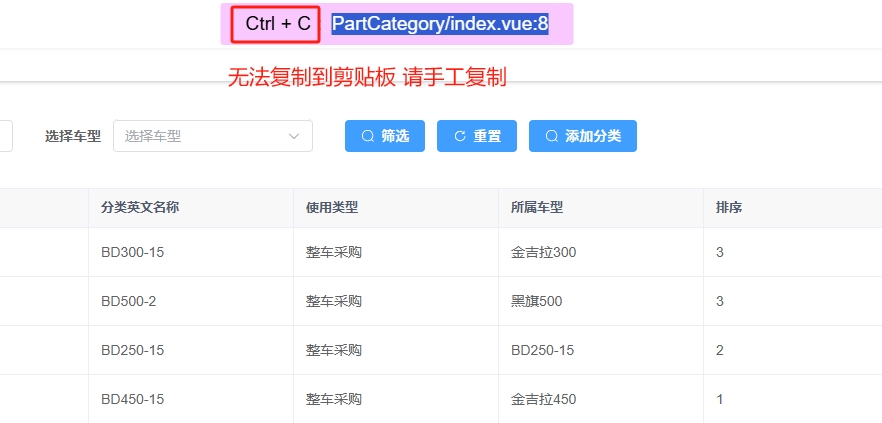 Ctrl + C PartCategory/index.vue:8
无法复制到剪贴板 请手工复制
选择车型 选择车型 筛选 重置 添加分类
分类英文名称 使用类型 所属车型 排序
BD300-15 整车采购 金吉拉300 3
BD500-2 整车采购 黑旗500 3
BD250-15 整车采购 BD250-15 2
BD450-15 整车采购 金吉拉450 1